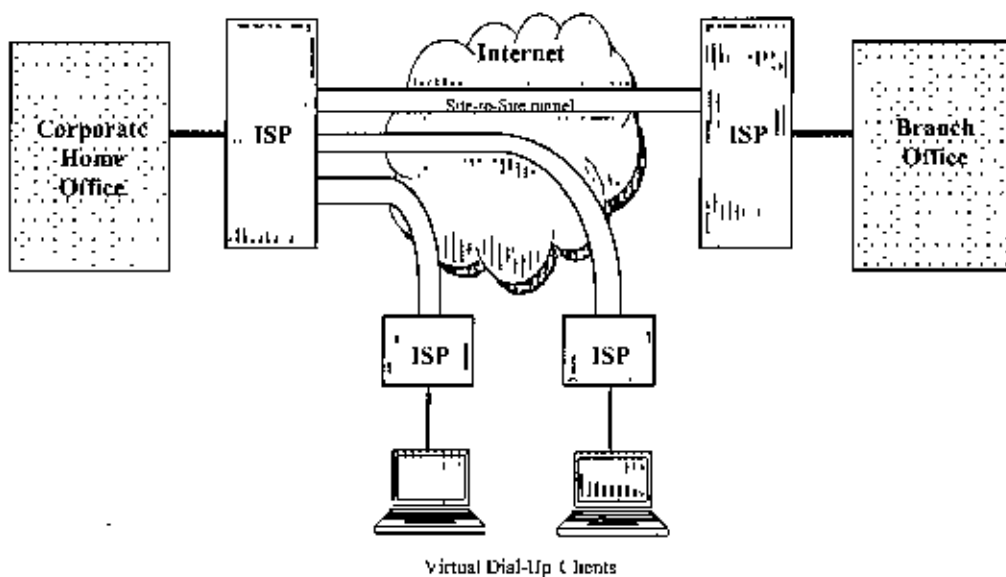 Internet
Site-to-Site tunnel
Corporate
Home
Office
ISP
ISP
Branch
Office
ISP
ISP
Virtual Dial-Up Clients